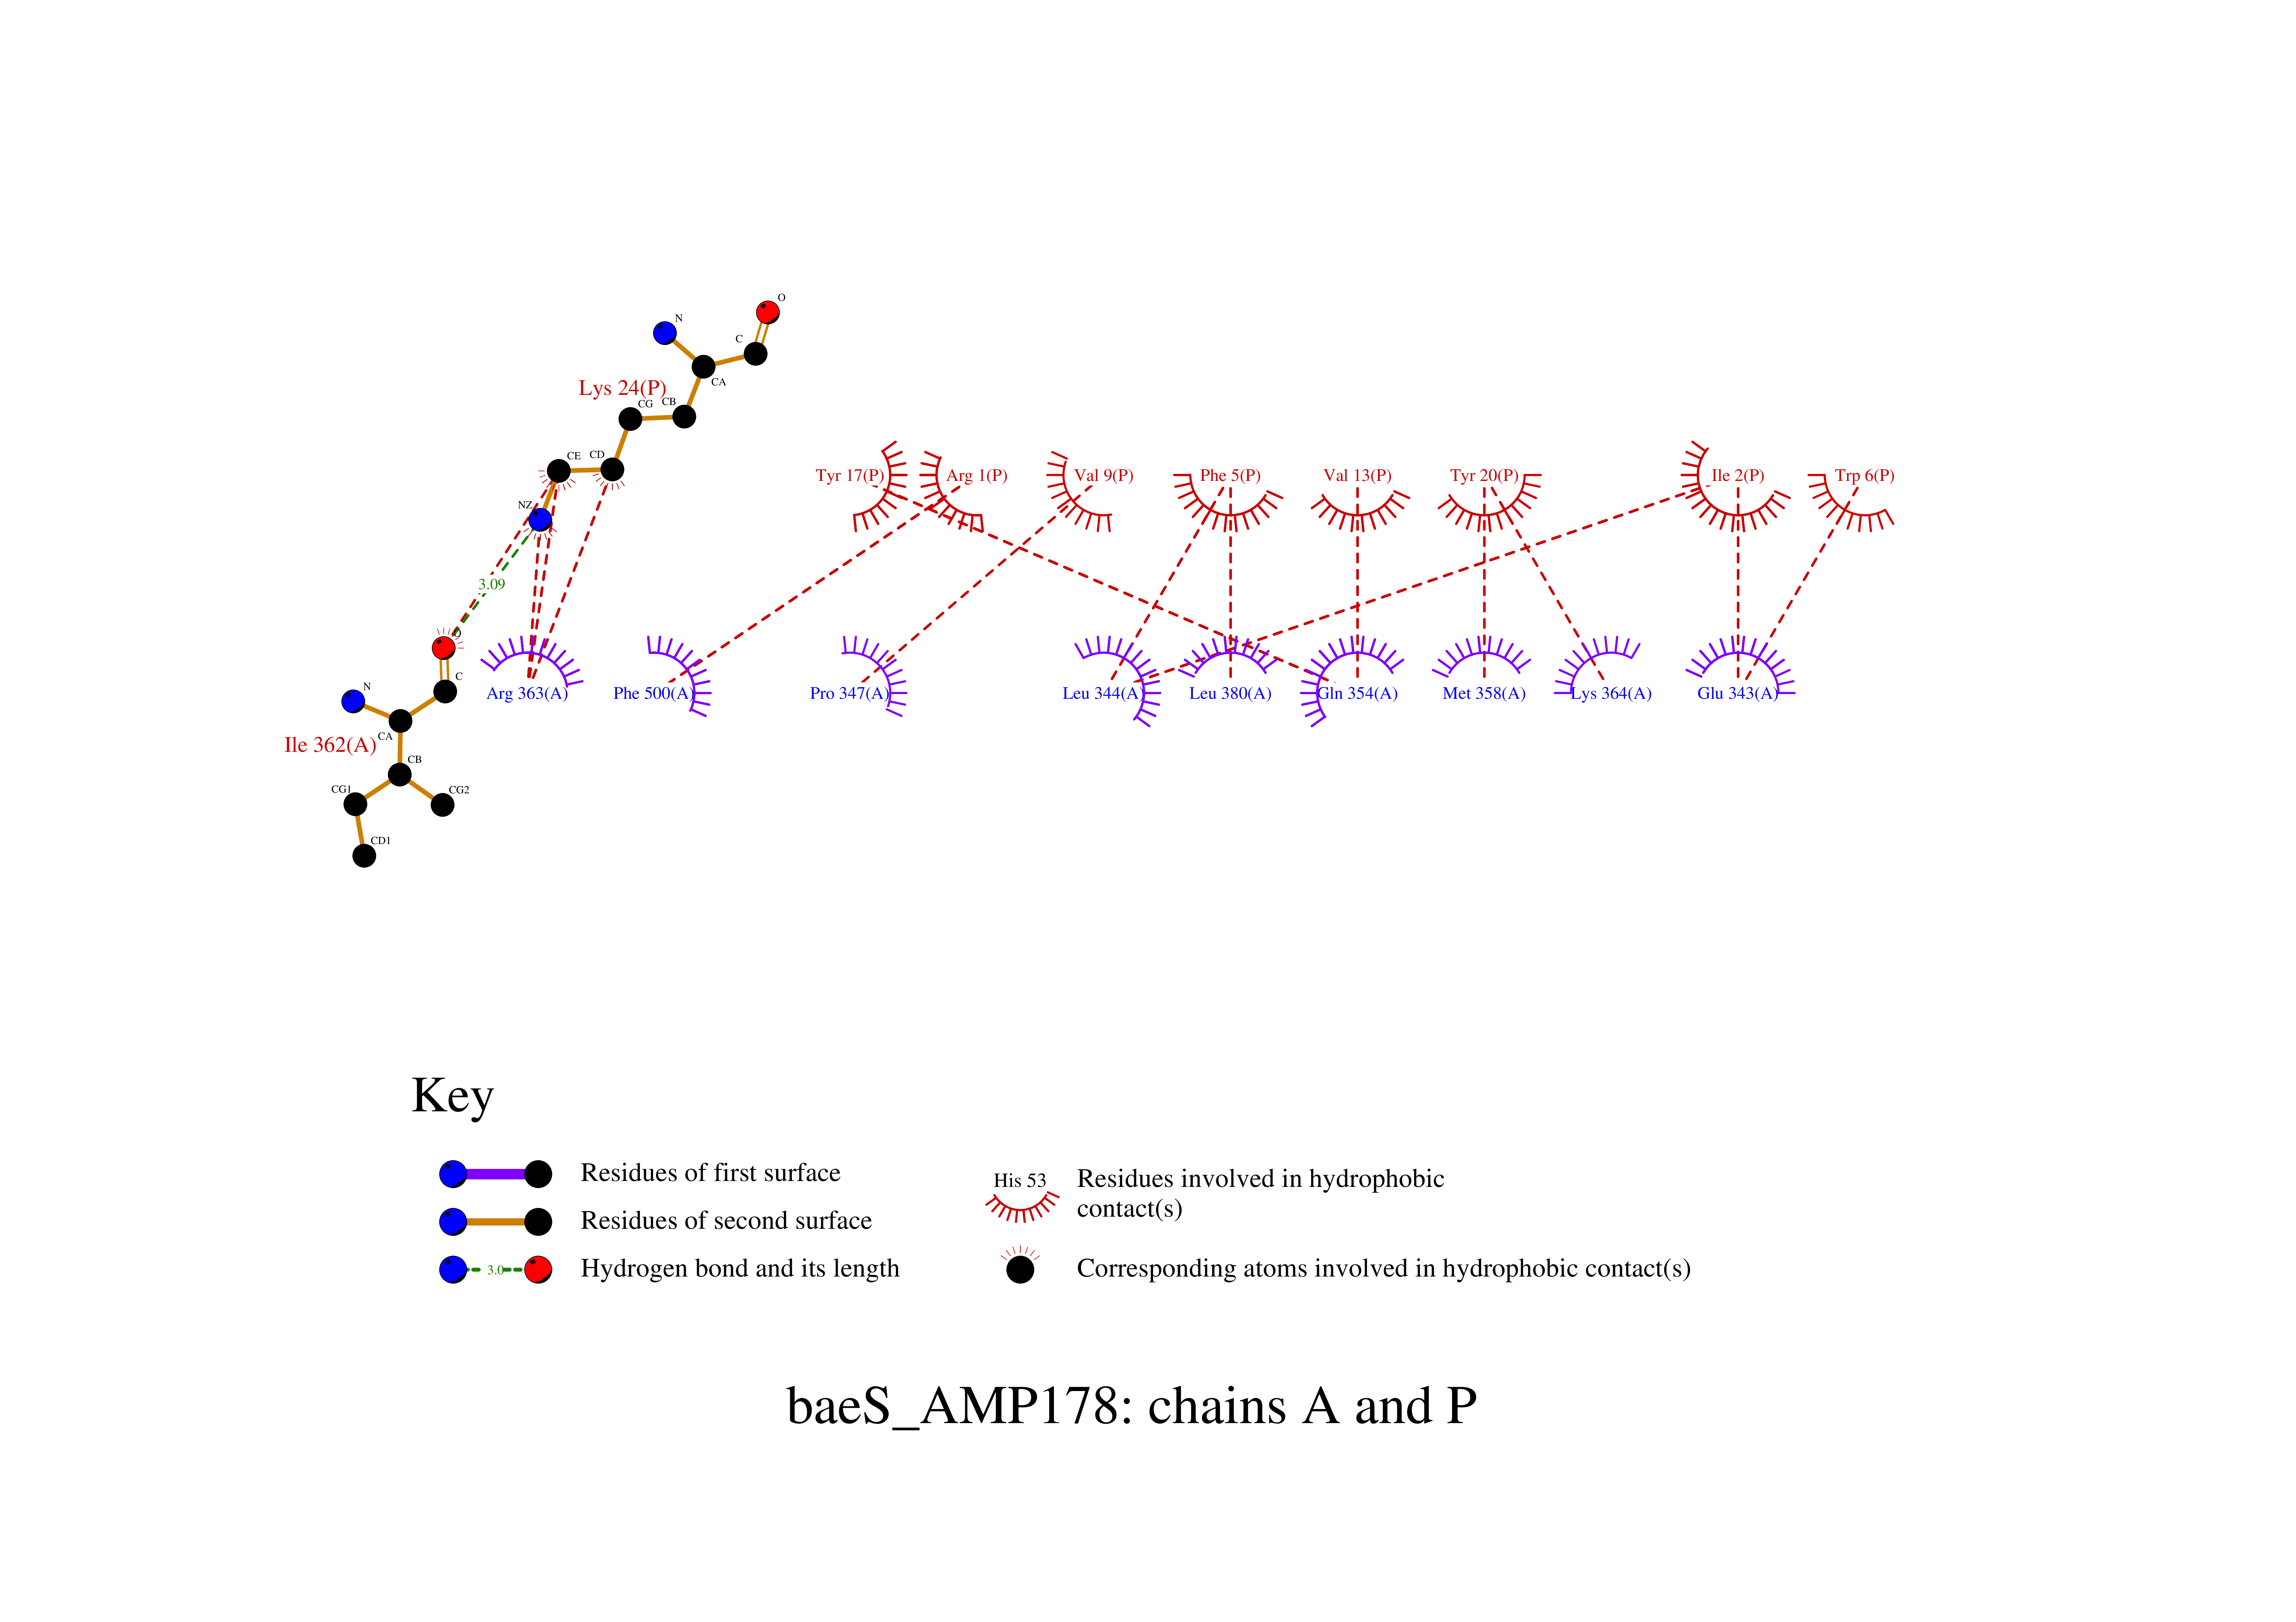 O
N
C
CA
Lys 24(P)
CG
CB
CE
CD
NZ
Tyr 17(P)
Arg 1(P)
Val 9(P)
Phe 5(P)
Val 13(P)
Tyr 20(P)
Ile 2(P)
Trp 6(P)
3.09
O
C
N
Arg 363(A)
Phe 500(A)
Pro 347(A)
Leu 344(A)
Leu 380(A)
Gln 354(A)
Met 358(A)
Lys 364(A)
Glu 343(A)
CA
Ile 362(A)
CB
CG1
CG2
CD1
Key
Residues of first surface
Residues of second surface
3.0
Hydrogen bond and its length
His 53
Residues involved in hydrophobic
contact(s)
Corresponding atoms involved in hydrophobic contact(s)
baeS_AMP178: chains A and P